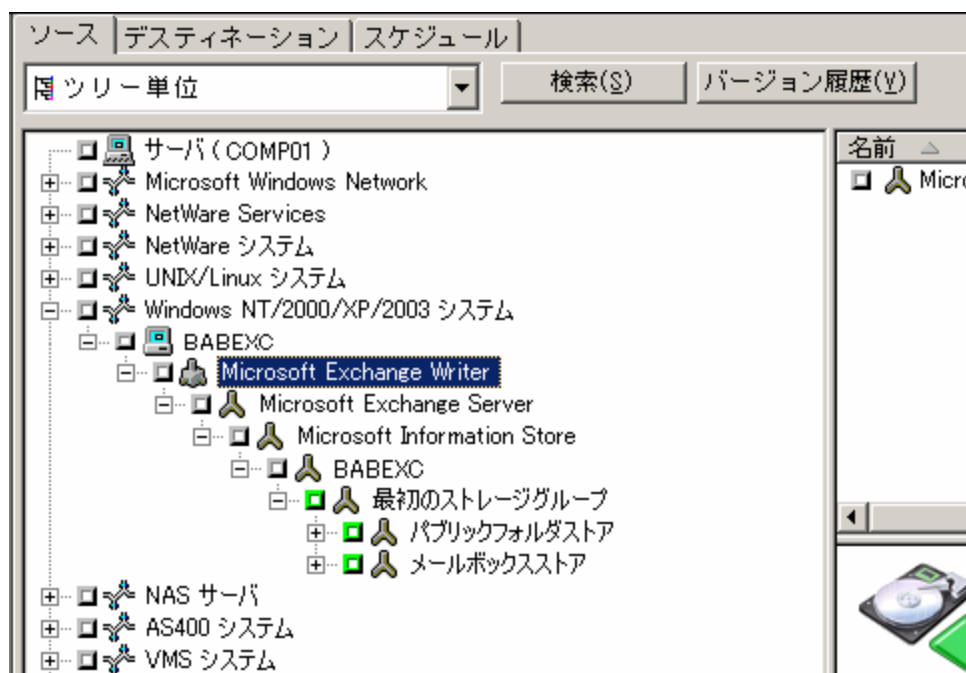 ソース デスティネーション スケジュール
ツリー単位 検索(S) バージョン履歴(V)
サーバ(COMP01)
名前
Microsoft Windows Network
NetWare Services
NetWare システム
UNIX/Linux システム
Windows NT/2000/XP/2003 システム
BABEXC
Microsoft Exchange Writer
Microsoft Exchange Server
Microsoft Information Store
BABEXC
最初のストレージグループ
パブリックフォルダストア
メールボックスストア
NAS サーバ
AS400 システム
VMS システム